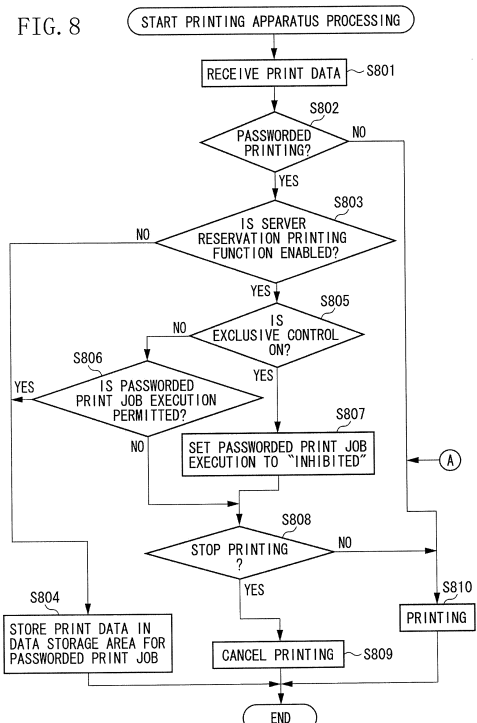 FIG. 8
START PRINTING APPARATUS PROCESSING
RECEIVE PRINT DATA
S801
S802
PASSWORDED
PRINTING?
NO
YES
S803
IS SERVER
RESERVATION PRINTING
FUNCTION ENABLED?
NO
YES
S805
IS
EXCLUSIVE CONTROL
ON?
NO
YES
S806
IS PASSWORDED
PRINT JOB EXECUTION
PERMITTED?
YES
NO
S807
SET PASSWORDED PRINT JOB
EXECUTION TO "INHIBITED"
A
S808
STOP PRINTING
?
NO
YES
S804
STORE PRINT DATA IN
DATA STORAGE AREA FOR
PASSWORDED PRINT JOB
S810
PRINTING
CANCEL PRINTING
S809
END